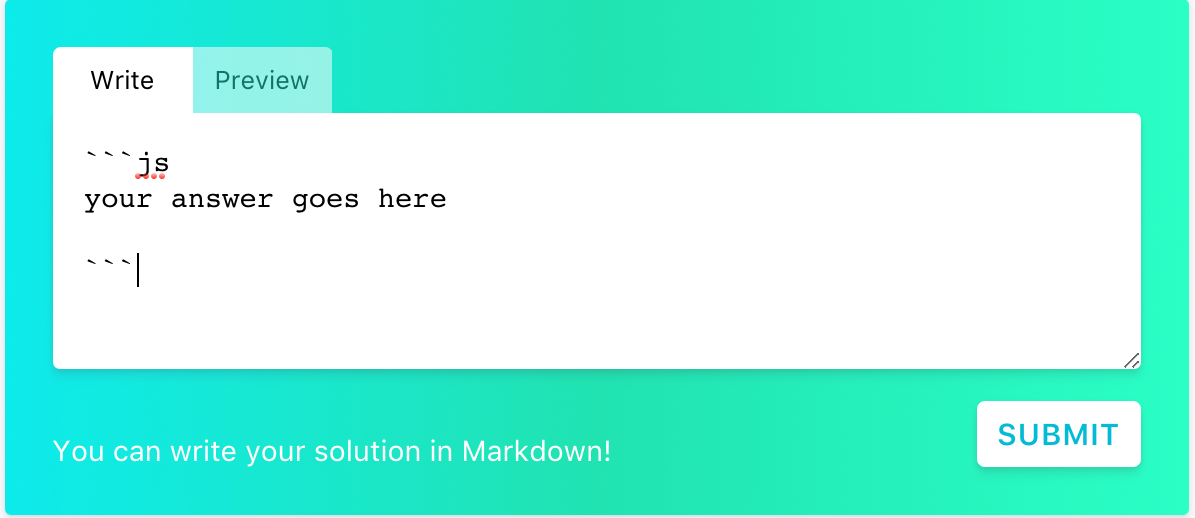 Write
Preview
```js
your answer goes here
```
You can write your solution in Markdown!
SUBMIT